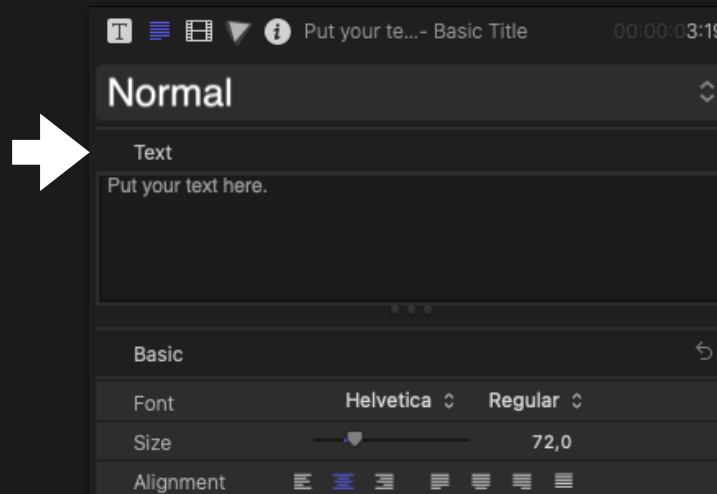 T i Put your te...- Basic Title 00:00:03:19
Normal
Text
Put your text here.
Basic
Font Helvetica Regular
Size 72,0
Alignment